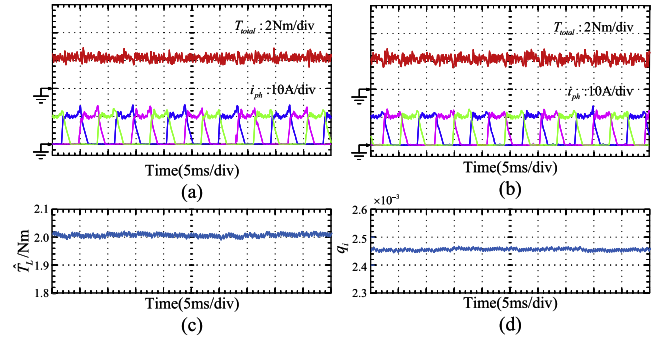 (a)
T_total : 2Nm/div
i_ph : 10A/div
Time(5ms/div)
(a)
(b)
T_total : 2Nm/div
i_ph : 10A/div
Time(5ms/div)
(b)
2.1
2.0
1.9
1.8
T̂_L /Nm
Time(5ms/div)
(c)
×10⁻³
2.6
2.5
2.4
2.3
q_i
Time(5ms/div)
(d)